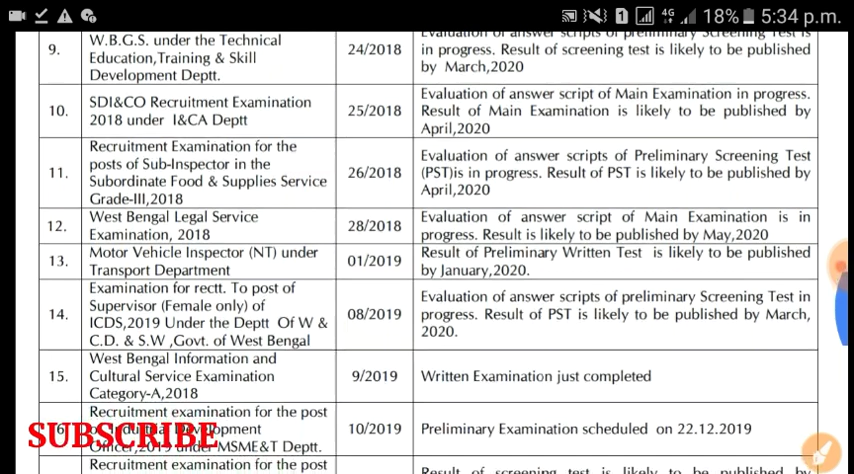 18% 5:34 p.m.
1 4G
Evaluation of answer scripts of preliminary Screening Test is
9. W.B.G.S. under the Technical Education,Training & Skill Development Deptt. 24/2018 in progress. Result of screening test is likely to be published by March,2020
10. SDI&CO Recruitment Examination 2018 under I&CA Deptt 25/2018 Evaluation of answer script of Main Examination in progress. Result of Main Examination is likely to be published by April,2020
11. Recruitment Examination for the posts of Sub-Inspector in the Subordinate Food & Supplies Service Grade-III,2018 26/2018 Evaluation of answer scripts of Preliminary Screening Test (PST)is in progress. Result of PST is likely to be published by April,2020
12. West Bengal Legal Service Examination, 2018 28/2018 Evaluation of answer script of Main Examination is in progress. Result is likely to be published by May,2020
13. Motor Vehicle Inspector (NT) under Transport Department 01/2019 Result of Preliminary Written Test is likely to be published by January,2020.
14. Examination for rectt. To post of Supervisor (Female only) of ICDS,2019 Under the Deptt Of W & C.D. & S.W ,Govt. of West Bengal 08/2019 Evaluation of answer scripts of preliminary Screening Test in progress. Result of PST is likely to be published by March, 2020.
15. West Bengal Information and Cultural Service Examination Category-A,2018 9/2019 Written Examination just completed
Recruitment examination for the post Development MSME&T Deptt. 10/2019 Preliminary Examination scheduled on 22.12.2019
SUBSCRIBE
Recruitment examination for the post Result of screening test is likely to be published by